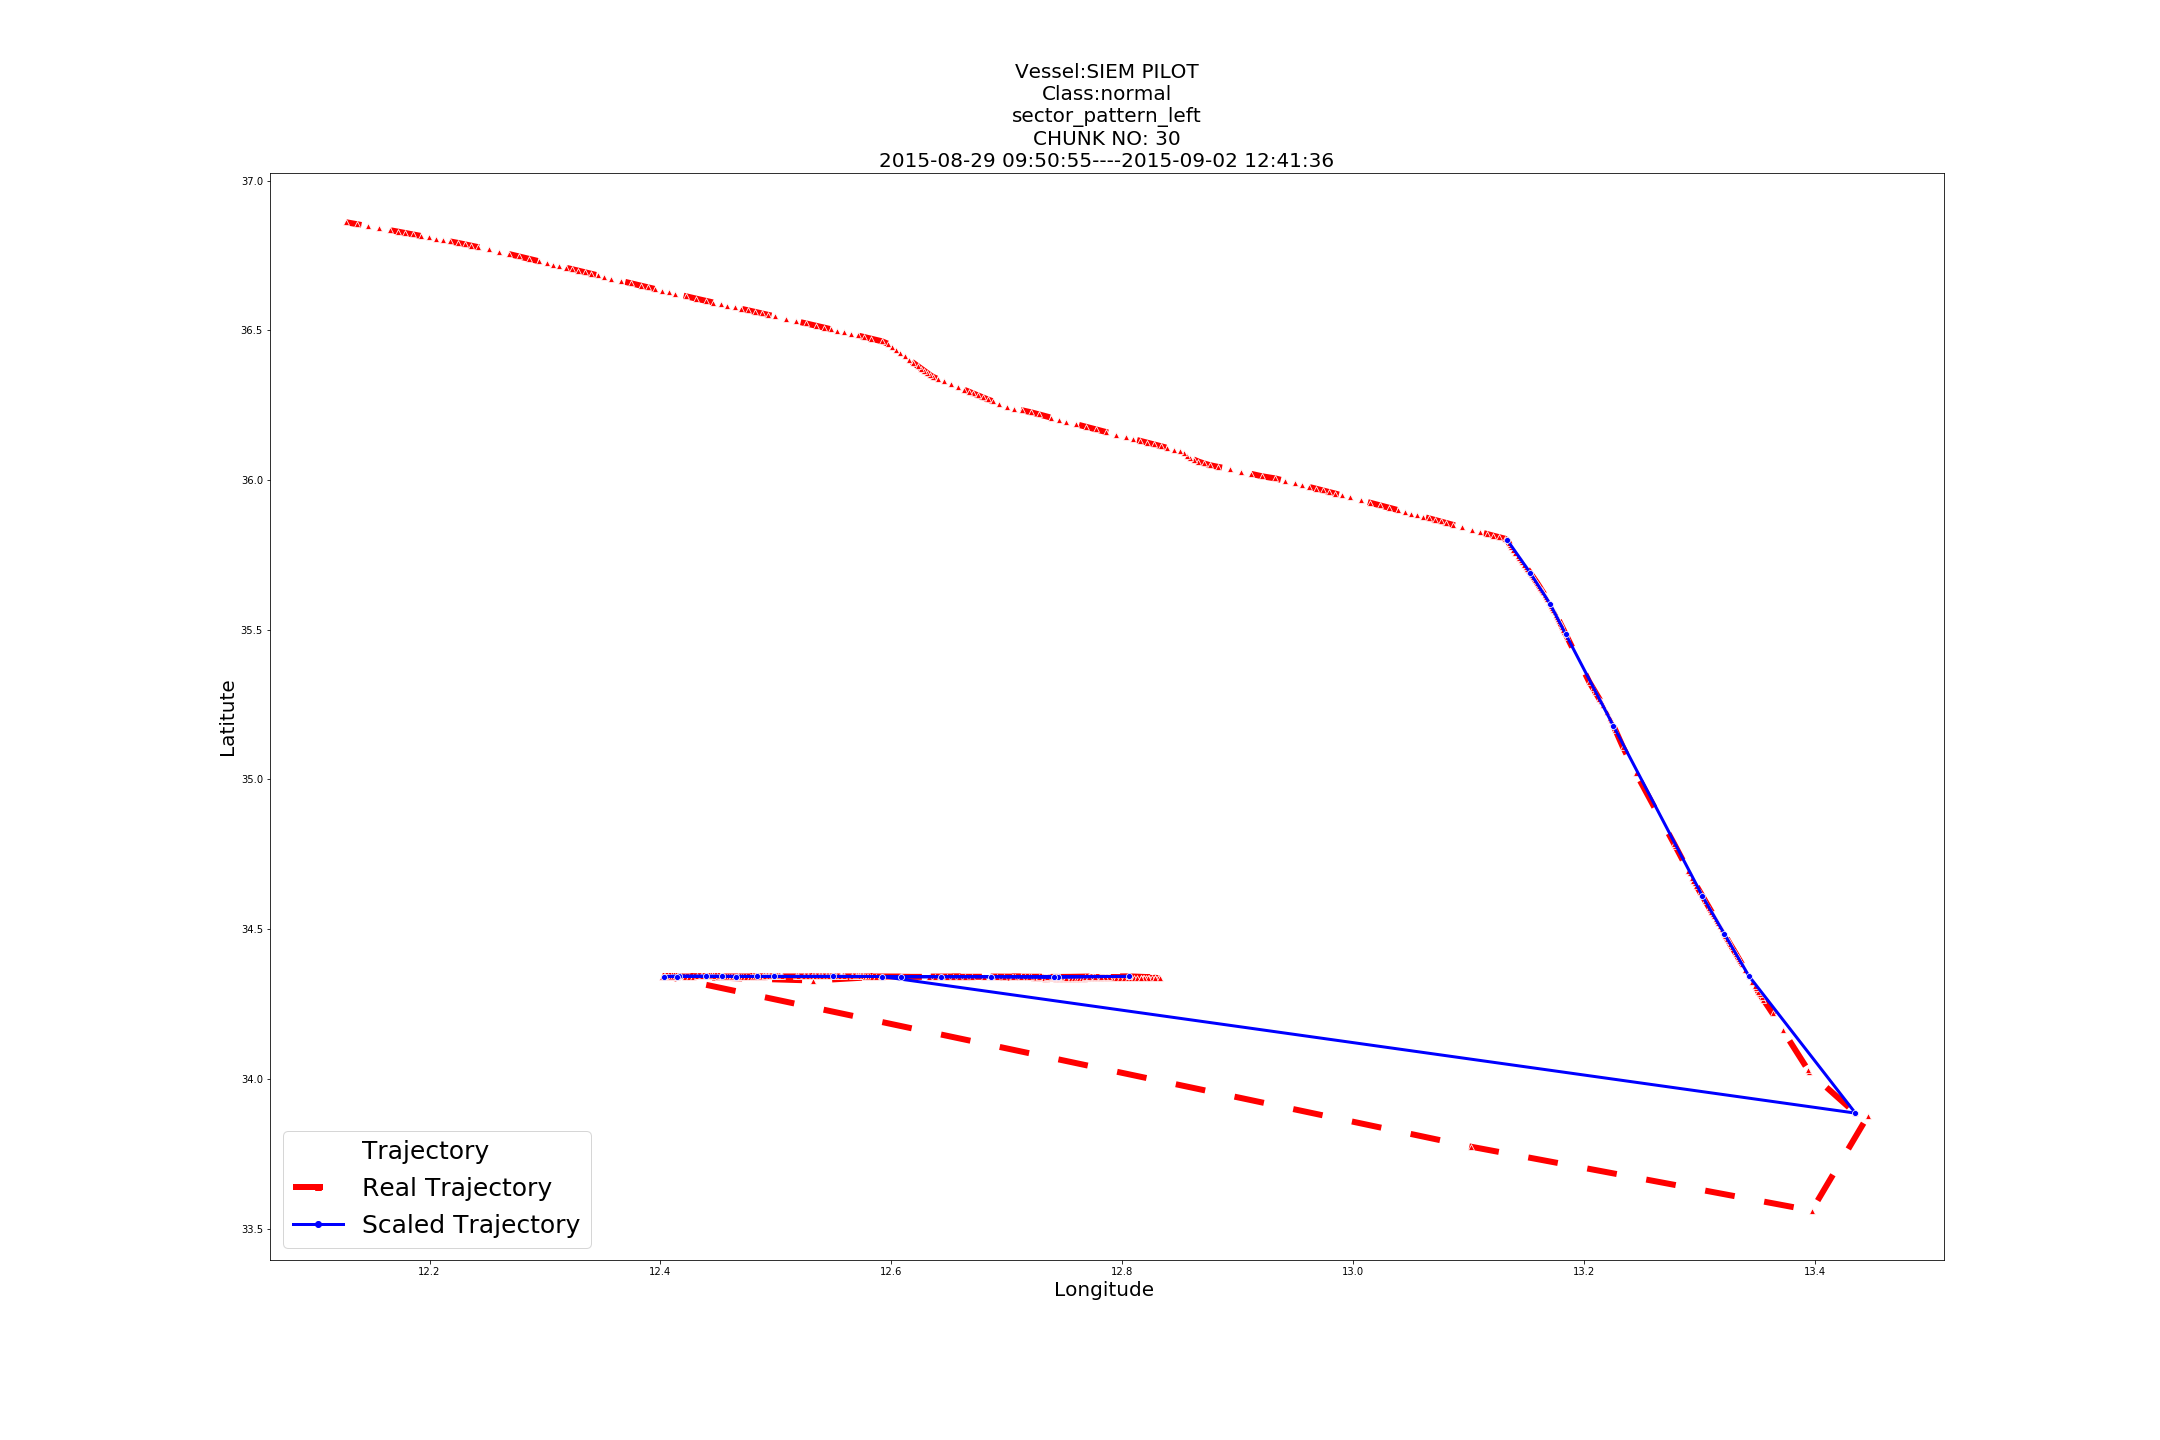 Vessel:SIEM PILOT
Class:normal
sector_pattern_left
CHUNK NO: 30
2015-08-29 09:50:55----2015-09-02 12:41:36
37.0
36.5
36.0
35.5
35.0
34.5
34.0
33.5
Latitute
12.2
12.4
12.6
12.8
13.0
13.2
13.4
Longitude
Trajectory
Real Trajectory
Scaled Trajectory